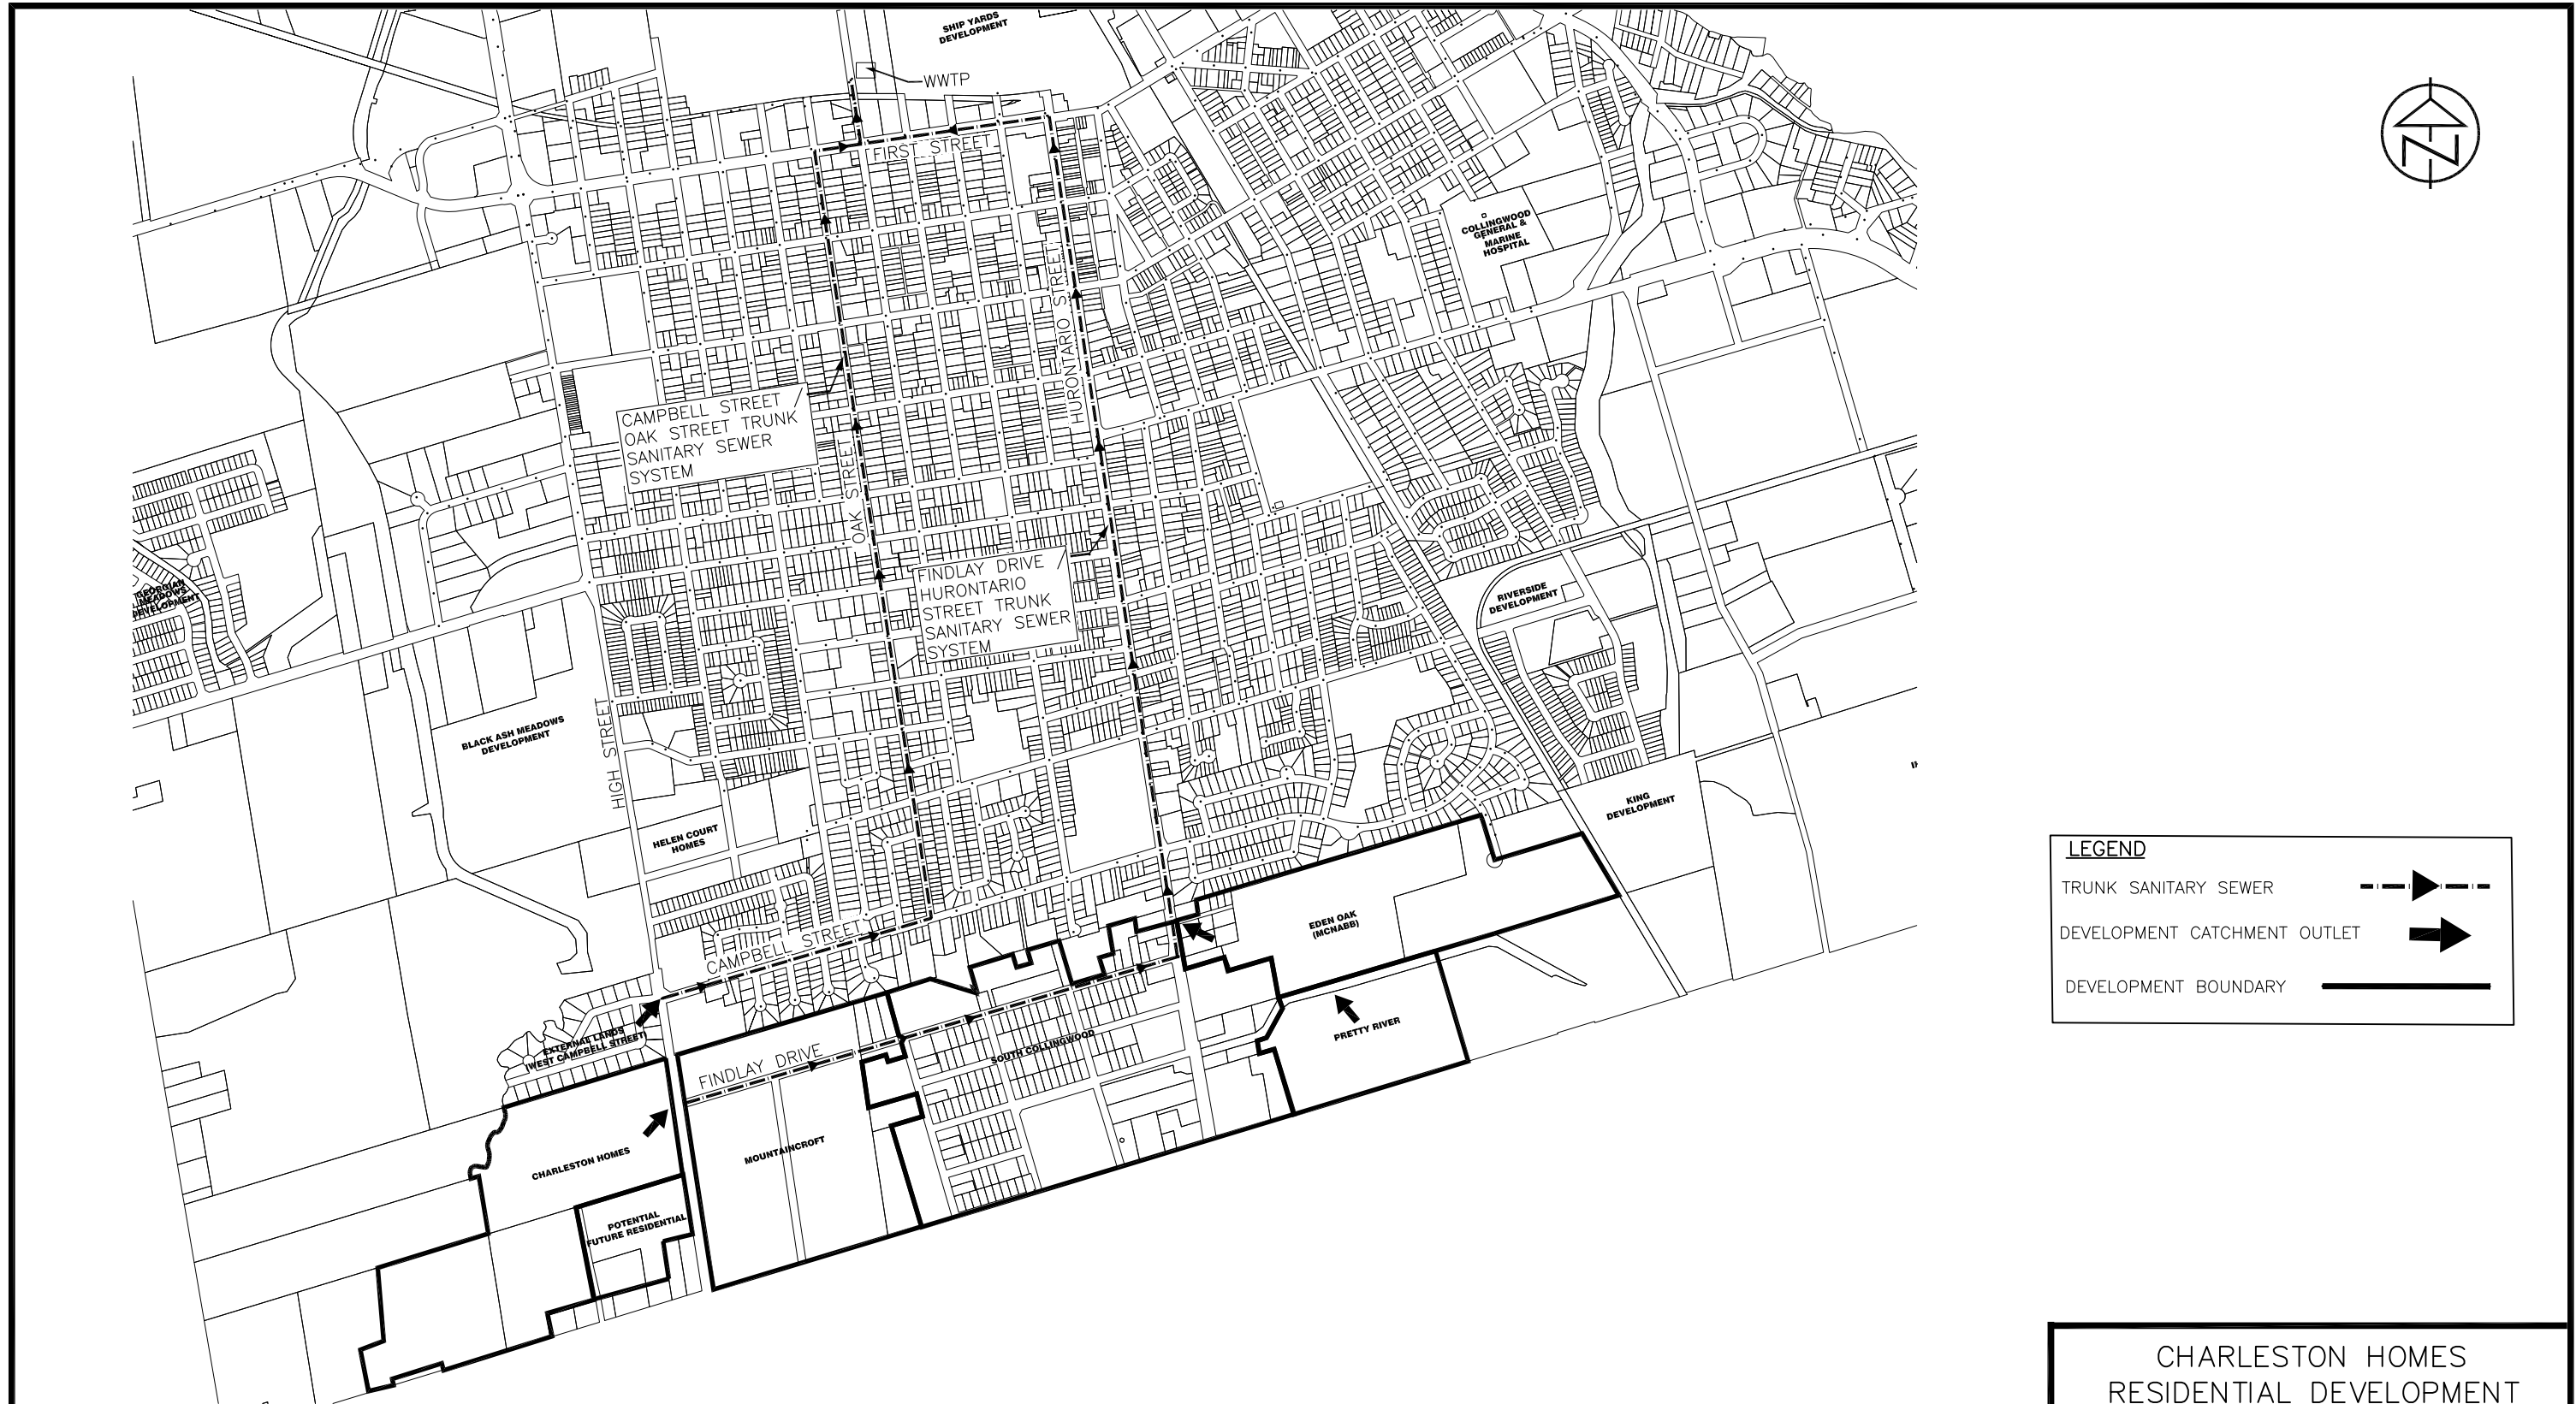 SHIP YARDS
DEVELOPMENT
WWTP
FIRST STREET
COLLINGWOOD
GENERAL &
MARINE
HOSPITAL
HURONTARIO STREET
CAMPBELL STREET /
OAK STREET TRUNK
SANITARY SEWER
SYSTEM
OAK STREET
FINDLAY DRIVE /
HURONTARIO
STREET TRUNK
SANITARY SEWER
SYSTEM
GEORGIAN
MEADOWS
DEVELOPMENT
RIVERSIDE
DEVELOPMENT
BLACK ASH MEADOWS
DEVELOPMENT
HIGH STREET
KING
DEVELOPMENT
HELEN COURT
HOMES
LEGEND
TRUNK SANITARY SEWER
DEVELOPMENT CATCHMENT OUTLET
DEVELOPMENT BOUNDARY
EDEN OAK
(MCNABB)
CAMPBELL STREET
EXTERNAL LANDS
(WEST CAMPBELL STREET)
SOUTH COLLINGWOOD
PRETTY RIVER
FINDLAY DRIVE
MOUNTAINCROFT
CHARLESTON HOMES
POTENTIAL
FUTURE RESIDENTIAL
CHARLESTON HOMES
RESIDENTIAL DEVELOPMENT
N